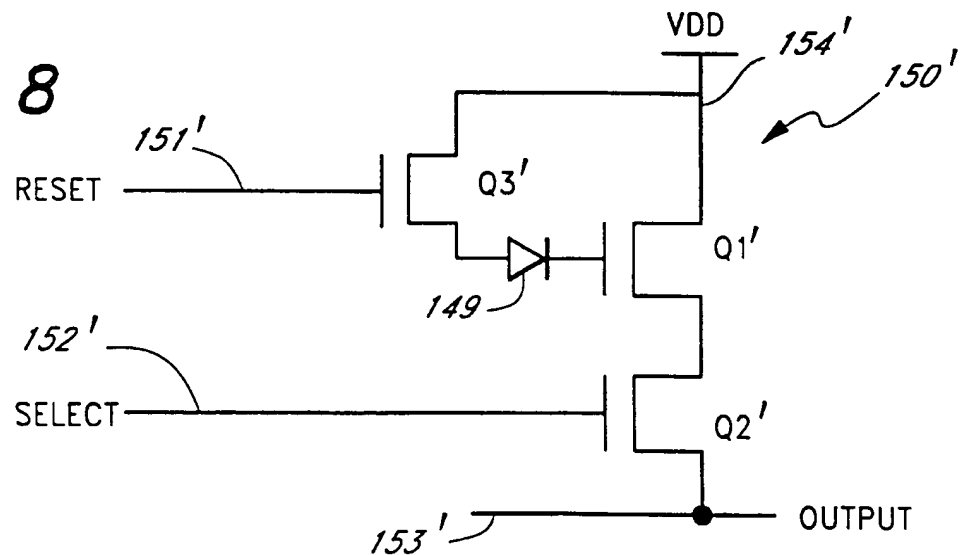 8
VDD
154'
150'
151'
RESET
Q3'
Q1'
149
152'
SELECT
Q2'
153'
OUTPUT